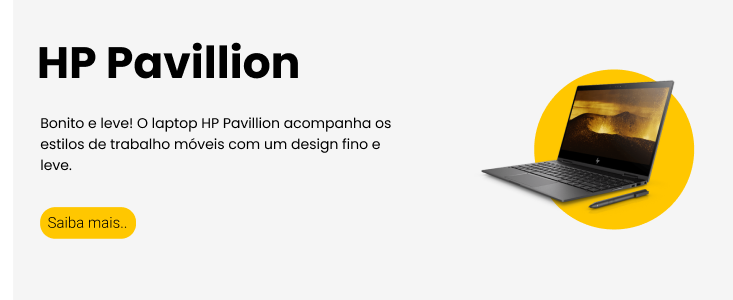 HP Pavillion
Bonito e leve! O laptop HP Pavillion acompanha os
estilos de trabalho móveis com um design fino e
leve.
Saiba mais..